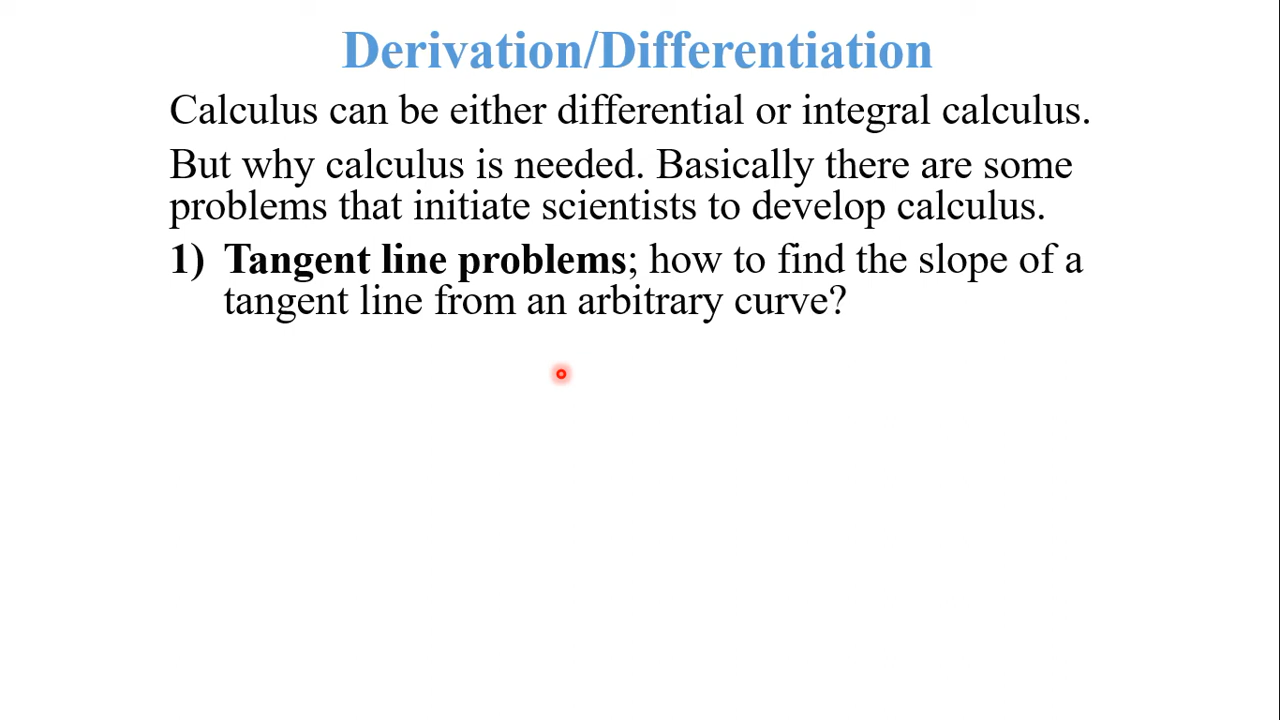 Derivation/Differentiation
Calculus can be either differential or integral calculus.
But why calculus is needed. Basically there are some
problems that initiate scientists to develop calculus.
1) Tangent line problems; how to find the slope of a
tangent line from an arbitrary curve?